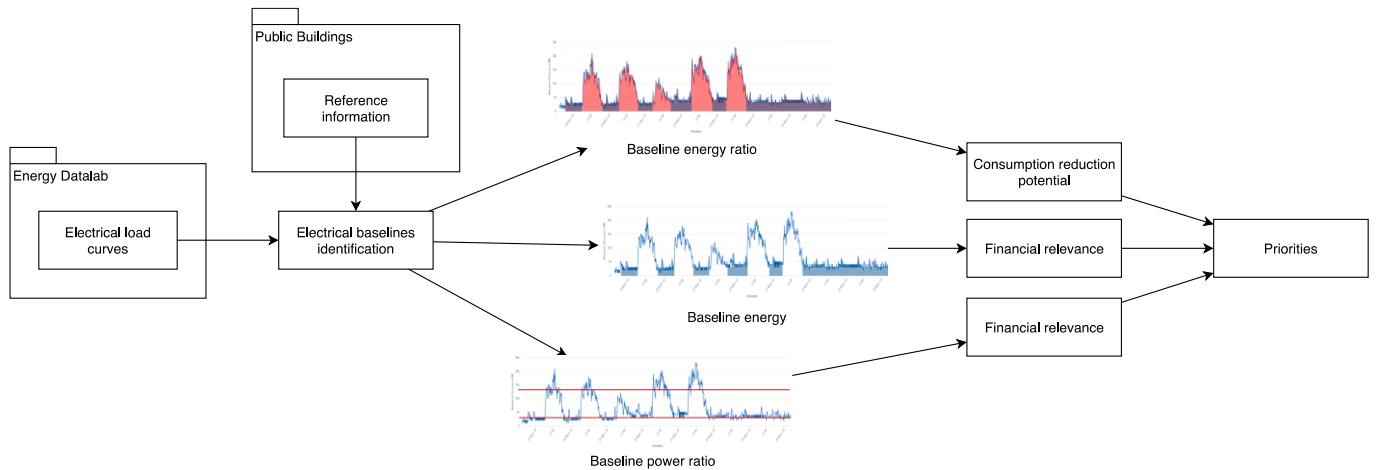 Public Buildings
Reference
information
Energy Datalab
Electrical load
curves
Electrical baselines
identification
Baseline energy ratio
Baseline energy
Baseline power ratio
Consumption reduction
potential
Financial relevance
Financial relevance
Priorities